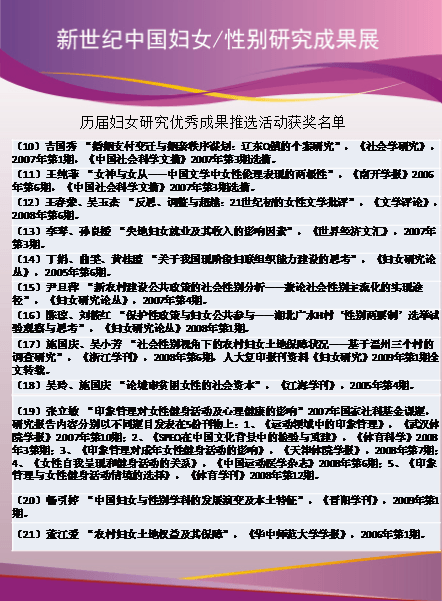 新世纪中国妇女/性别研究成果展
历届妇女研究优秀成果推选活动获奖名单
（10）吉国秀 “婚姻支付变迁与姻亲秩序谋划：辽东Q镇的个案研究”，《社会学研究》，
2007年第1期，《中国社会科学文摘》2007年第3期选摘。
（11）王纯菲 “女神与女从——中国文学中女性伦理表现的两极性”，《南开学报》2006
年第6期，《中国社会科学文摘》2007年第3期选摘。
（12）王春荣、吴玉杰 “反思、调整与超越：21世纪初的女性文学批评”，《文学评论》，
2008年第6期。
（13）李琴、孙良媛 “失地妇女就业及其收入的影响因素”，《世界经济文汇》，2007年
第3期。
（14）丁娟、曲雯、黄桂霞 “关于我国现阶段妇联组织能力建设的思考”，《妇女研究论
丛》，2005年第6期。
（15）尹旦萍 “新农村建设公共政策的社会性别分析——兼论社会性别主流化的实现途
径”，《妇女研究论丛》，2007年第4期。
（16）陈琼、刘筱红 “保护性政策与妇女公共参与——湖北广水H村‘性别两票制’选举试
验观察与思考”，《妇女研究论丛》2008年第1期。
（17）施国庆、吴小芳 “社会性别视角下的农村妇女土地保障状况——基于温州三个村的
调查研究”，《浙江学刊》，2008年第6期，人大复印报刊资料《妇女研究》2009年第1期全
文转载。
（18）吴玲、施国庆 “论城市贫困女性的社会资本”，《江海学刊》，2005年第4期。
（19）张立敏 “印象管理对女性健身活动及心理健康的影响”2007年国家社科基金课题，
研究报告内容分别以不同题目发表在5份刊物上：1、《运动领域中的印象管理》，《武汉体
院学报》2007年第10期；2、《SPEQ在中国文化背景中的检验与重建》，《体育科学》2008
年3第期；3、《印象管理对成年女性健身活动的影响》，《天津体院学报》，2008年第7期；
4、《女性自我呈现和健身活动的关系》，《中国运动医学杂志》2008年第6期；5、《印象
管理与女性健身活动情境的选择》，《体育学刊》2008年第12期。
（20）畅引婷 “中国妇女与性别学科的发展演变及本土特征”，《晋阳学刊》，2009年第1
期。
（21）董江爱 “农村妇女土地权益及其保障”，《华中师范大学学报》，2006年第1期。